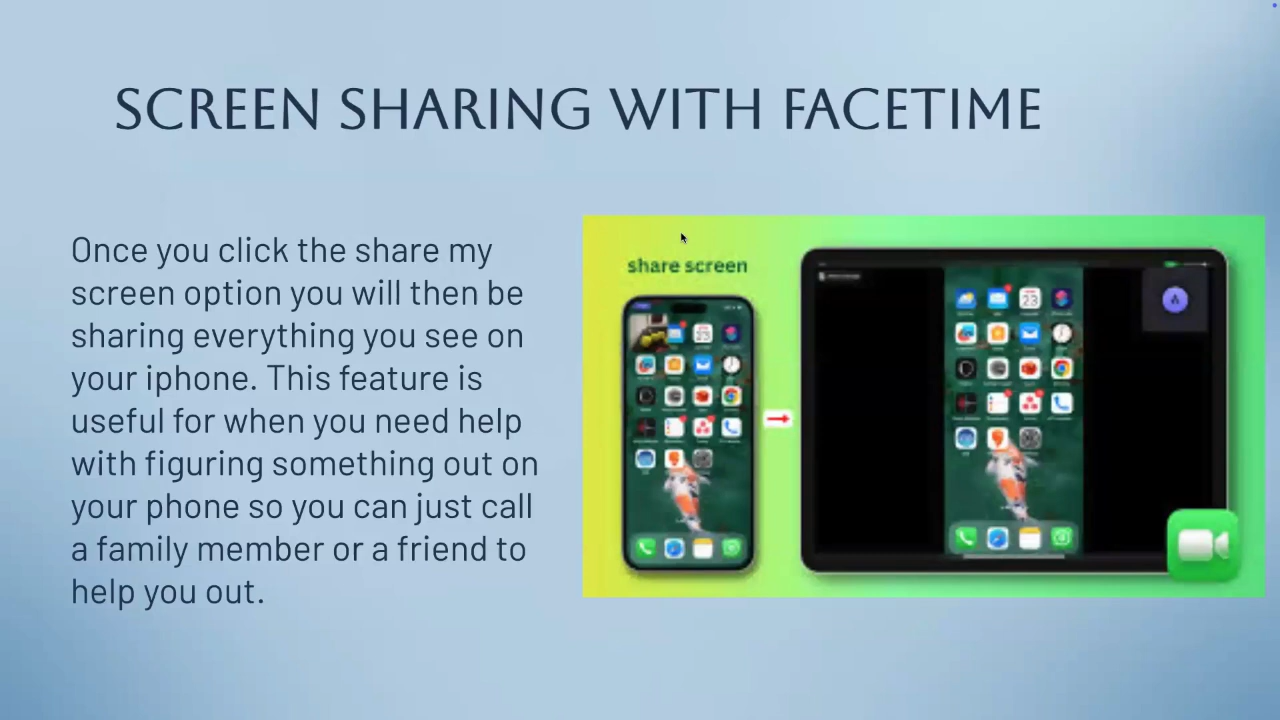 SCREEN SHARING WITH FACETIME
Once you click the share my
screen option you will then be
sharing everything you see on
your iphone. This feature is
useful for when you need help
with figuring something out on
your phone so you can just call
a family member or a friend to
help you out.
share screen
23
23
A